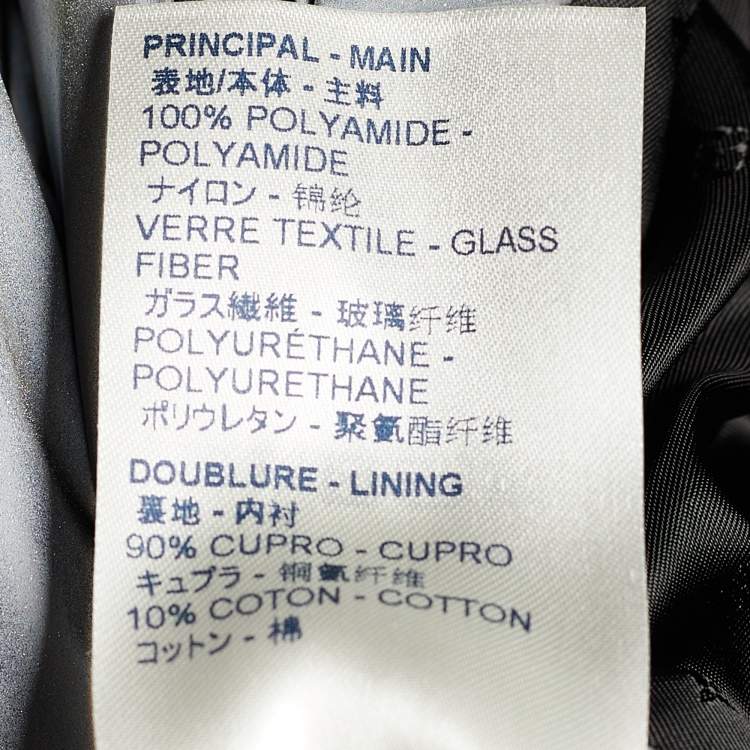 PRINCIPAL - MAIN
表地/本体 - 主料
100% POLYAMIDE -
POLYAMIDE
ナイロン - 锦纶
VERRE TEXTILE - GLASS
FIBER
ガラス繊維 - 玻璃纤维
POLYURÉTHANE -
POLYURETHANE
ポリウレタン - 聚氨酯纤维
DOUBLURE - LINING
裏地 - 内衬
90% CUPRO - CUPRO
キュプラ - 铜氨纤维
10% COTON - COTTON
コットン - 棉